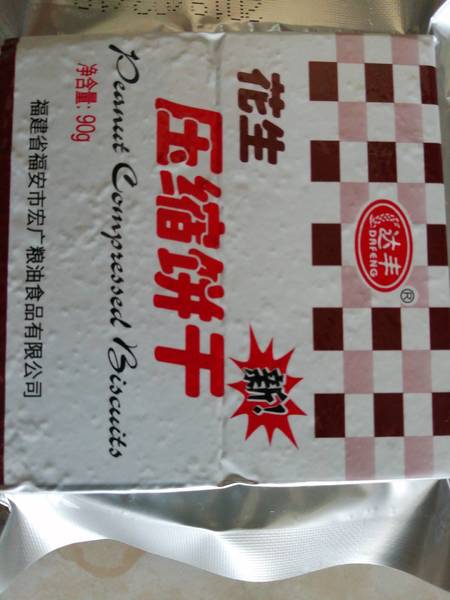 达丰
DAFENG
®
花生
新!
压缩饼干
Peanut Compressed Biscuits
净含量:90g
福建省福安市宏广粮油食品有限公司